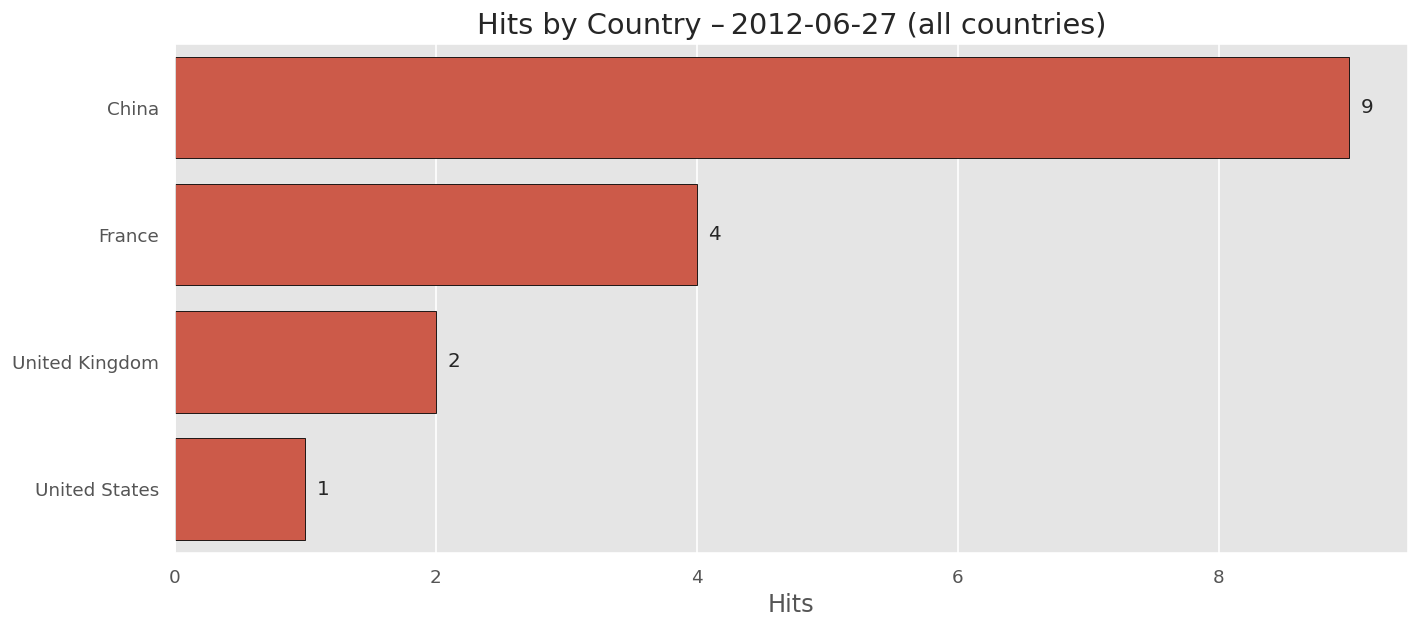 Hits by Country – 2012-06-27 (all countries)
China
9
France
4
United Kingdom
2
United States
1
0 2 4 6 8
Hits